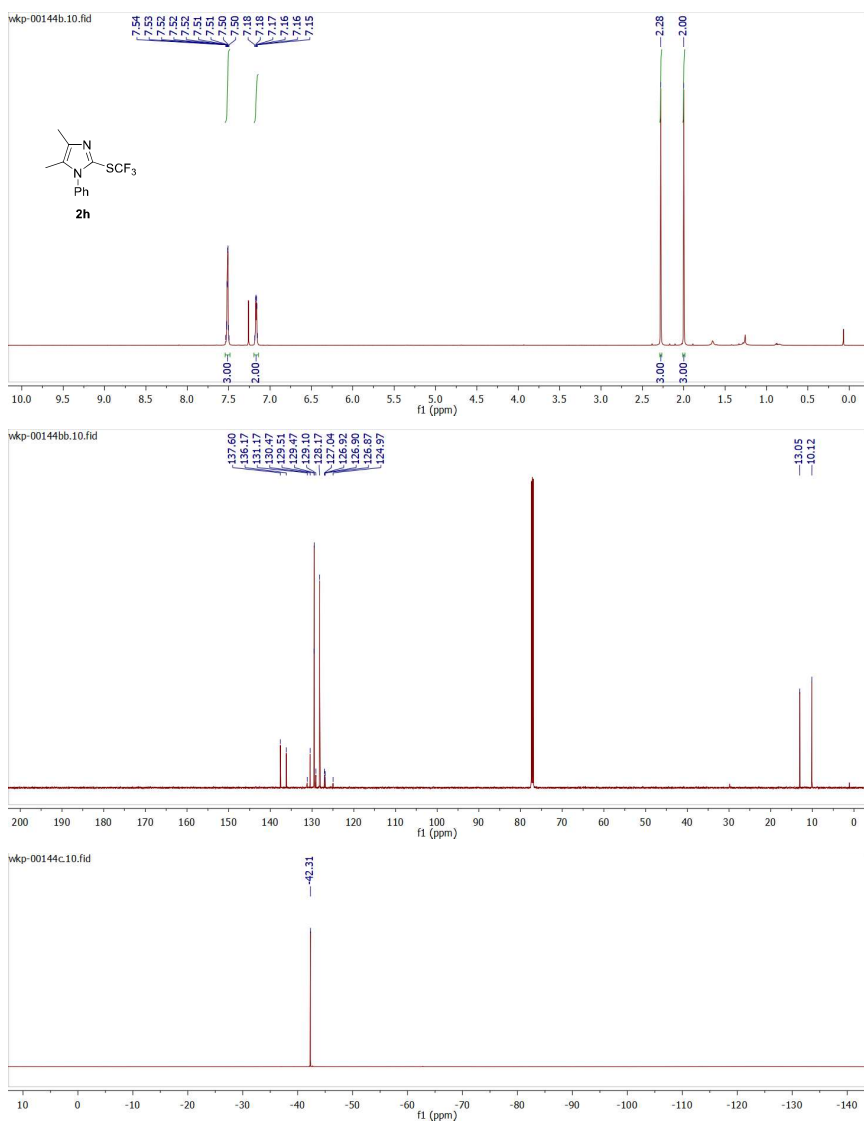 wkp-00144b.10.fid
7.54
7.53
7.52
7.52
7.52
7.51
7.51
7.50
7.50
7.18
7.18
7.17
7.16
7.16
7.15
2.28
2.00
N
N
SCF3
Ph
2h
3.00
2.00
3.00
3.00
10.0 9.5 9.0 8.5 8.0 7.5 7.0 6.5 6.0 5.5 5.0 4.5 4.0 3.5 3.0 2.5 2.0 1.5 1.0 0.5 0.0
f1 (ppm)
wkp-00144bb.10.fid
137.60
136.17
131.17
130.47
129.51
129.47
129.10
128.17
127.04
126.92
126.90
126.87
124.97
13.05
10.12
200 190 180 170 160 150 140 130 120 110 100 90 80 70 60 50 40 30 20 10 0
f1 (ppm)
wkp-00144c.10.fid
-42.31
10 0 -10 -20 -30 -40 -50 -60 -70 -80 -90 -100 -110 -120 -130 -140
f1 (ppm)